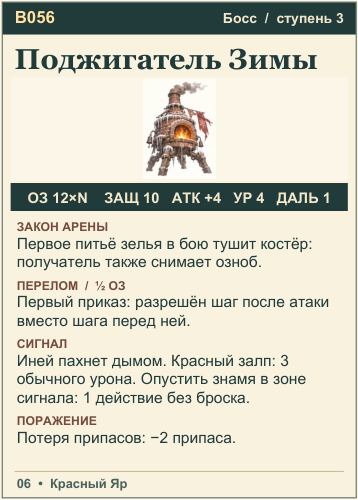 B056
Босс / ступень 3
Поджигатель Зимы
ОЗ 12×N ЗАЩ 10 АТК +4 УР 4 ДАЛЬ 1
ЗАКОН АРЕНЫ
Первое питьё зелья в бою тушит костёр:
получатель также снимает озноб.
ПЕРЕЛОМ / ½ ОЗ
Первый приказ: разрешён шаг после атаки
вместо шага перед ней.
СИГНАЛ
Иней пахнет дымом. Красный залп: 3
обычного урона. Опустить знамя в зоне
сигнала: 1 действие без броска.
ПОРАЖЕНИЕ
Потеря припасов: −2 припаса.
06 • Красный Яр